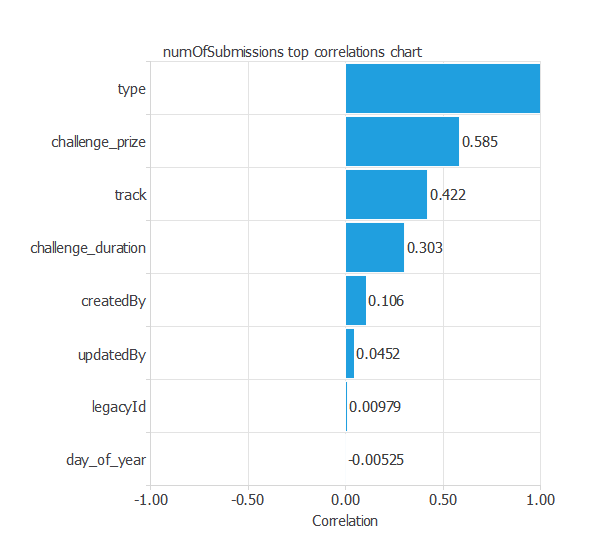 numOfSubmissions top correlations chart
type
challenge_prize 0.585
track 0.422
challenge_duration 0.303
createdBy 0.106
updatedBy 0.0452
legacyId 0.00979
day_of_year -0.00525
-1.00 -0.50 0.00 0.50 1.00
Correlation